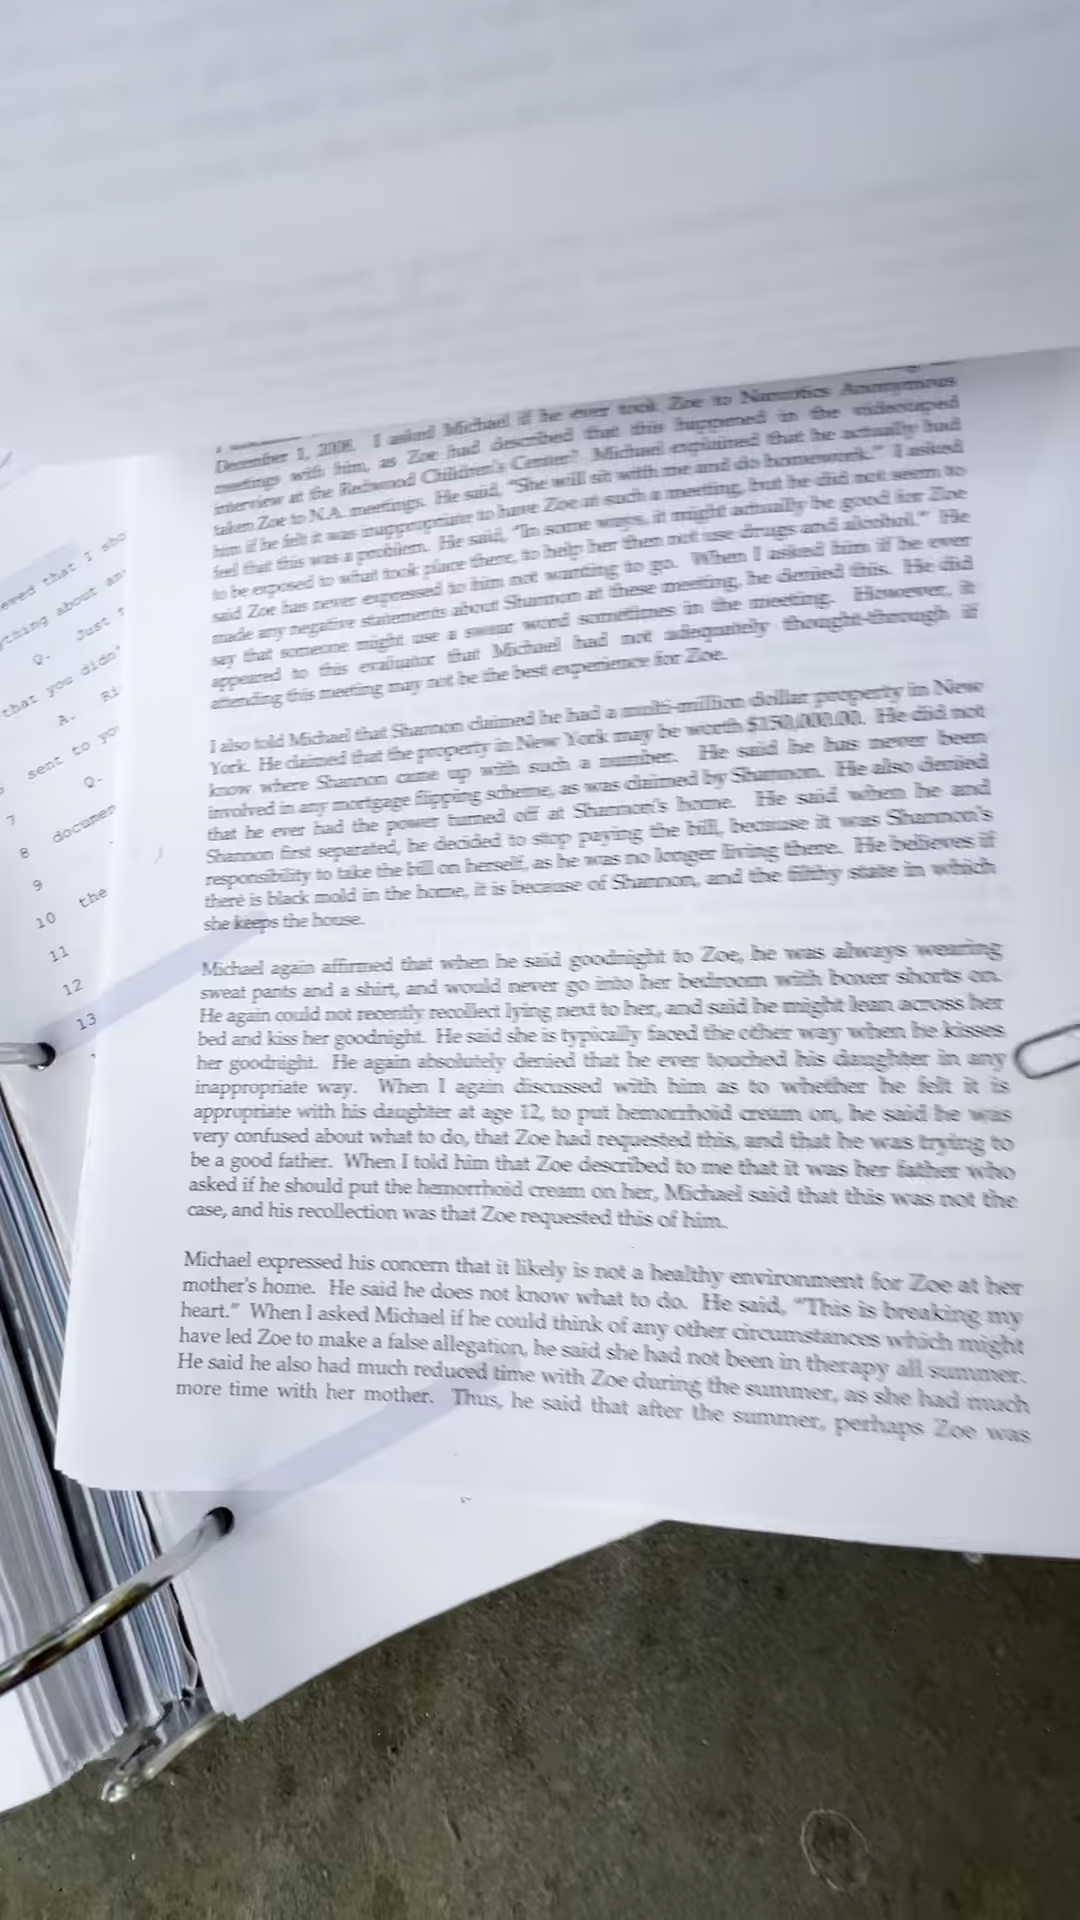 eved that I sho
ything about an
Q. Just
that you didn'
A. Ri
sent to yo
Q.
7
8 documen
9
10 the
11
12
13
December 1, 2008. I asked Michael if he ever took Zoe to Narcotics Anonymous
meetings with him, as Zoe had described that this happened in the videotaped
interview at the Redwood Children's Center? Michael explained that he actually had
taken Zoe to N.A. meetings. He said, "She will sit with me and do homework." I asked
him if he felt it was inappropriate to have Zoe at such a meeting, but he did not seem to
feel that this was a problem. He said, "In some ways, it might actually be good for Zoe
to be exposed to what took place there, to help her then not use drugs and alcohol." He
said Zoe has never expressed to him not wanting to go. When I asked him if he ever
made any negative statements about Shannon at these meeting, he denied this. He did
say that someone might use a swear word sometimes in the meeting. However, it
appeared to this evaluator that Michael had not adequately thought-through if
attending this meeting may not be the best experience for Zoe.
I also told Michael that Shannon claimed he had a multi-million dollar property in New
York. He claimed that the property in New York may be worth $150,000.00. He did not
know where Shannon came up with such a number. He said he has never been
involved in any mortgage flipping scheme, as was claimed by Shannon. He also denied
that he ever had the power turned off at Shannon's home. He said when he and
Shannon first separated, he decided to stop paying the bill, because it was Shannon's
responsibility to take the bill on herself, as he was no longer living there. He believes if
there is black mold in the home, it is because of Shannon, and the filthy state in which
she keeps the house.
Michael again affirmed that when he said goodnight to Zoe, he was always wearing
sweat pants and a shirt, and would never go into her bedroom with boxer shorts on.
He again could not recently recollect lying next to her, and said he might lean across her
bed and kiss her goodnight. He said she is typically faced the other way when he kisses
her goodnight. He again absolutely denied that he ever touched his daughter in any
inappropriate way. When I again discussed with him as to whether he felt it is
appropriate with his daughter at age 12, to put hemorrhoid cream on, he said he was
very confused about what to do, that Zoe had requested this, and that he was trying to
be a good father. When I told him that Zoe described to me that it was her father who
asked if he should put the hemorrhoid cream on her, Michael said that this was not the
case, and his recollection was that Zoe requested this of him.
Michael expressed his concern that it likely is not a healthy environment for Zoe at her
mother's home. He said he does not know what to do. He said, "This is breaking my
heart." When I asked Michael if he could think of any other circumstances which might
have led Zoe to make a false allegation, he said she had not been in therapy all summer.
He said he also had much reduced time with Zoe during the summer, as she had much
more time with her mother. Thus, he said that after the summer, perhaps Zoe was